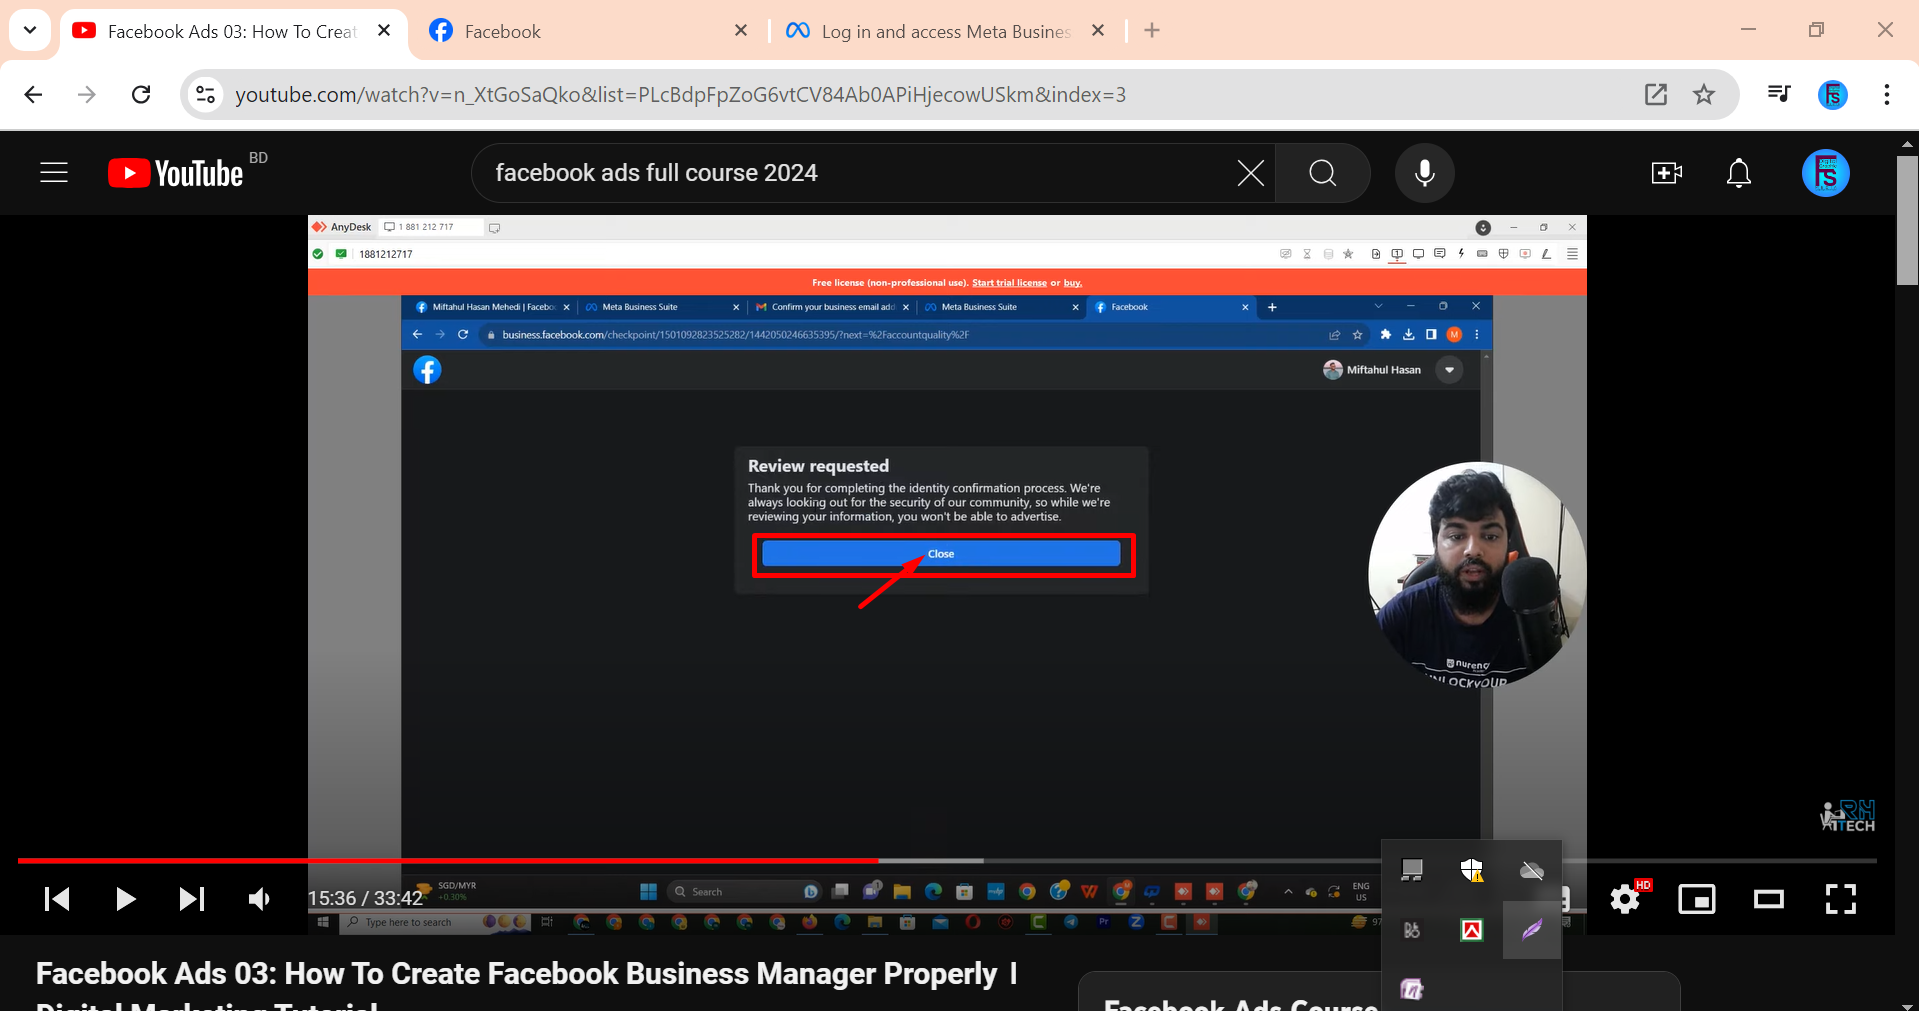 Facebook Ads 03: How To Creat
Facebook
Log in and access Meta Busines
youtube.com/watch?v=n_XtGoSaQko&list=PLcBdpFpZoG6vtCV84Ab0APiHjecowUSkm&index=3
YouTube BD
facebook ads full course 2024
AnyDesk
1 881 212 717
1881212717
Free license (non-professional use). Start trial license or buy.
Miftahul Hasan Mehedi | Faceboo
Meta Business Suite
Confirm your business email add
Meta Business Suite
Facebook
business.facebook.com/checkpoint/1501092823525282/1442050246635395/?next=%2Faccountquality%2F
M
Miftahul Hasan
Review requested
Thank you for completing the identity confirmation process. We're
always looking out for the security of our community, so while we're
reviewing your information, you won't be able to advertise.
Close
nuren
UNLOCKYOUR
RH
ITECH
SGD/MYR
+0.30%
Search
ENG
US
15:36 / 33:42
HD
Type here to search
Facebook Ads 03: How To Create Facebook Business Manager Properly I
Digital Marketing Tutorial
Facebook Ads Course